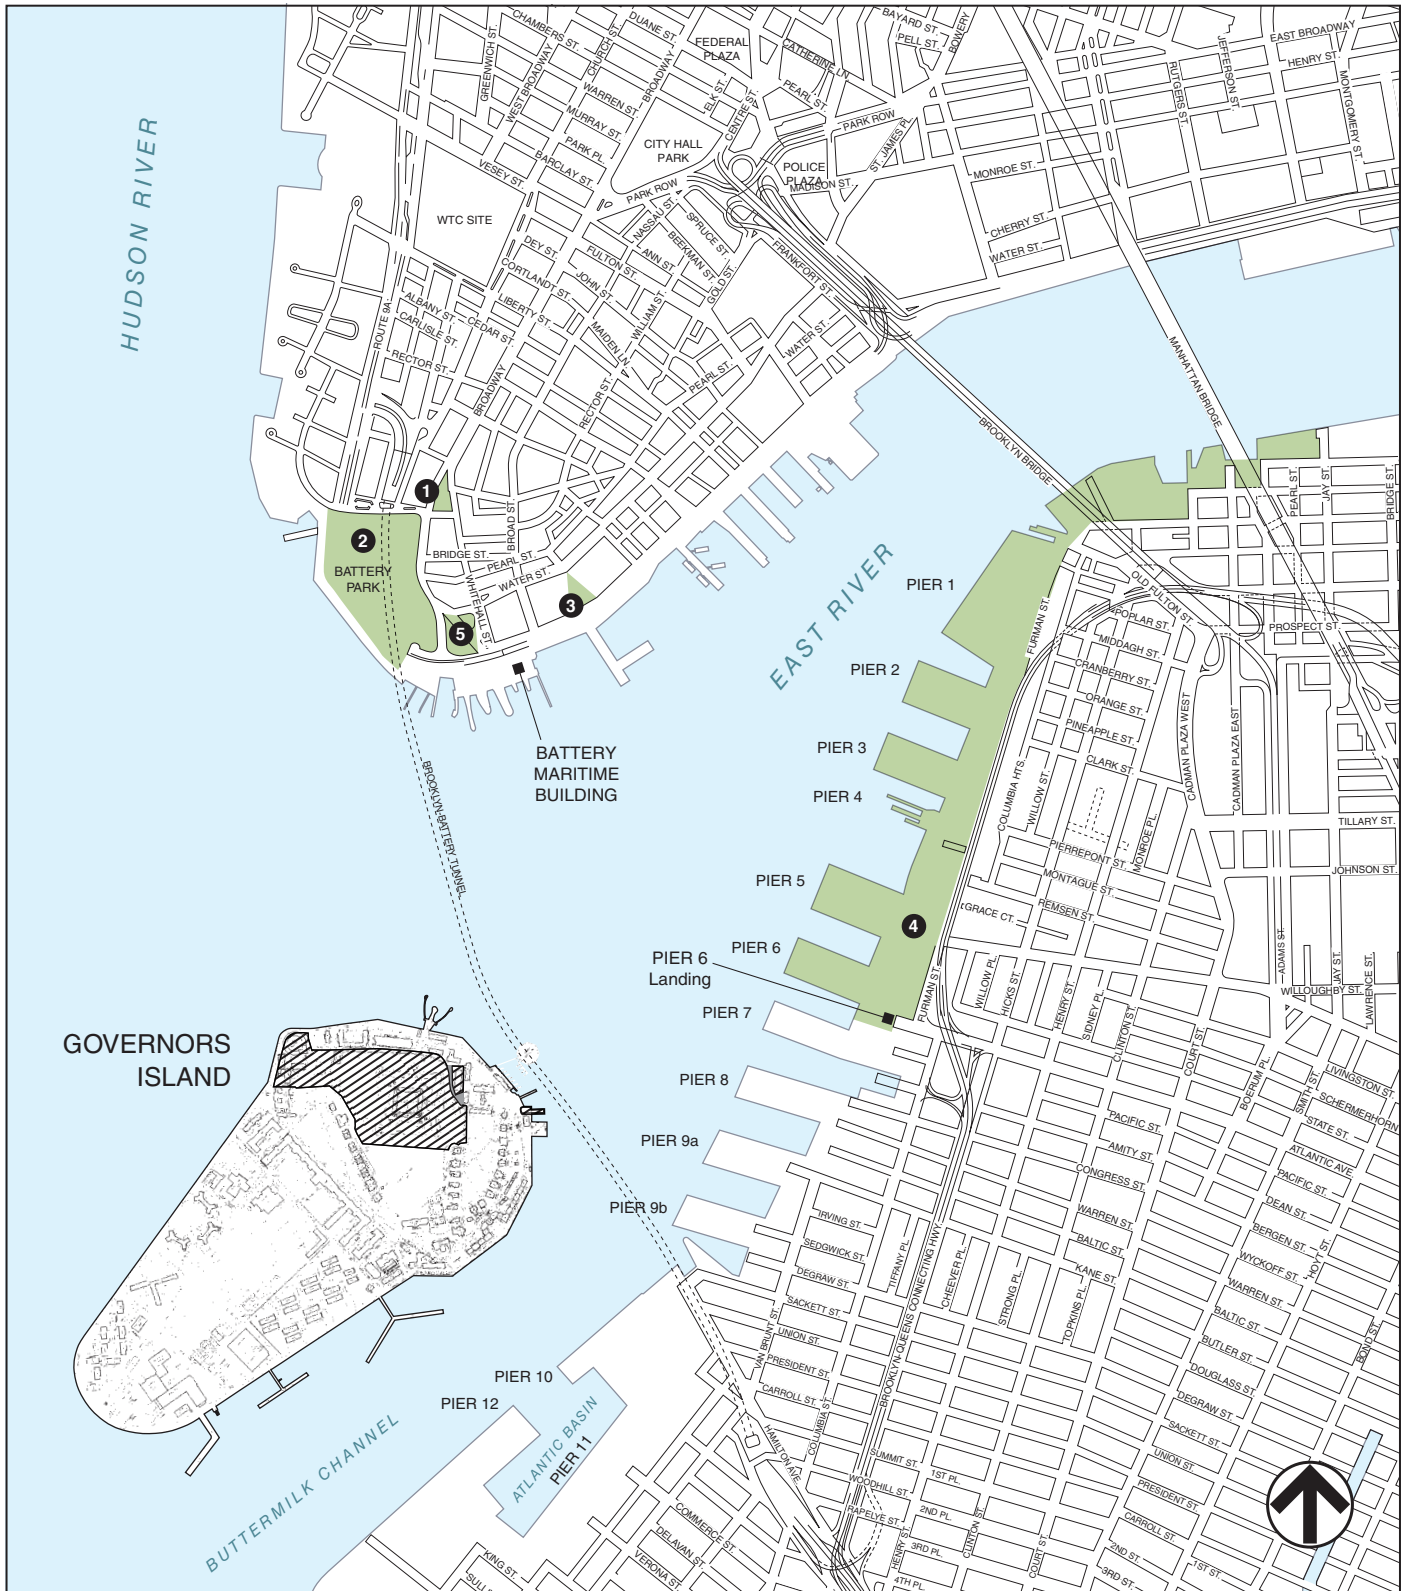 CHAMBERS ST.
DUANE ST.
GREENWICH ST.
WEST BROADWAY
CHURCH ST.
BROADWAY
FEDERAL
PLAZA
CATHERINE LN
BAYARD ST.
PELL ST.
BOWERY
EAST BROADWAY
HENRY ST.
JEFFERSON ST.
RUTGERS ST.
MONTGOMERY ST.
WARREN ST.
MURRAY ST.
PARK PL.
BARCLAY ST.
VESEY ST.
ELK ST.
CENTRE ST.
PEARL ST.
PARK ROW
ST. JAMES PL.
CITY HALL
PARK
POLICE
PLAZA
MADISON ST.
MONROE ST.
CHERRY ST.
WATER ST.
HUDSON RIVER
WTC SITE
PARK ROW
NASSAU ST.
SPRUCE ST.
BEEKMAN ST.
ANN ST.
GOLD ST.
FRANKFORT ST.
DEY ST.
FULTON ST.
CORTLANDT ST.
JOHN ST.
LIBERTY ST.
WILLIAM ST.
MAIDEN LN.
ALBANY ST.
CARLISLE ST.
CEDAR ST.
ROUTE 9A
RECTOR ST.
BROADWAY
RECTOR ST.
PEARL ST.
WATER ST.
MANHATTAN BRIDGE
BROOKLYN BRIDGE
1
2
BATTERY
PARK
BRIDGE ST.
PEARL ST.
WATER ST.
BROAD ST.
WHITEHALL ST.
3
5
BATTERY
MARITIME
BUILDING
EAST RIVER
PEARL ST.
JAY ST.
BRIDGE ST.
PIER 1
PIER 2
PIER 3
PIER 4
PIER 5
PIER 6
PIER 6
Landing
PIER 7
PIER 8
PIER 9a
PIER 9b
PIER 10
PIER 12
PIER 11
ATLANTIC BASIN
4
FURMAN ST.
OLD FULTON ST.
POPLAR ST.
MIDDAGH ST.
CRANBERRY ST.
ORANGE ST.
PINEAPPLE ST.
CLARK ST.
PROSPECT ST.
CADMAN PLAZA WEST
CADMAN PLAZA EAST
COLUMBIA HTS.
WILLOW ST.
MONROE PL.
PIERREPONT ST.
MONTAGUE ST.
REMSEN ST.
GRACE CT.
TILLARY ST.
JOHNSON ST.
ADAMS ST.
JAY ST.
LAWRENCE ST.
WILLOUGHBY ST.
FURMAN ST.
WILLOW PL.
HICKS ST.
HENRY ST.
SIDNEY PL.
CLINTON ST.
COURT ST.
BOERUM PL.
SMITH ST.
LIVINGSTON ST.
SCHERMERHORN
STATE ST.
ATLANTIC AVE.
PACIFIC ST.
DEAN ST.
BERGEN ST.
WYCKOFF ST.
WARREN ST.
BALTIC ST.
BUTLER ST.
DOUGLASS ST.
DEGRAW ST.
SACKETT ST.
UNION ST.
PRESIDENT ST.
CARROLL ST.
1ST ST.
2ND ST.
3RD ST.
HOYT ST.
BOND ST.
PACIFIC ST.
AMITY ST.
CONGRESS ST.
WARREN ST.
BALTIC ST.
KANE ST.
BROOKLYN-BATTERY TUNNEL
GOVERNORS
ISLAND
BUTTERMILK CHANNEL
IRVING ST.
SEDGWICK ST.
DEGRAW ST.
SACKETT ST.
UNION ST.
PRESIDENT ST.
CARROLL ST.
VAN BRUNT ST.
COLUMBIA ST.
HAMILTON AVE.
TIFFANY PL.
BROOKLYN-QUEENS CONNECTING HWY.
CHEEVER PL.
STRONG PL.
TOMPKINS PL.
SUMMIT ST.
WOODHILL ST.
RAPELYE ST.
1ST PL.
2ND PL.
3RD PL.
4TH PL.
HENRY ST.
CLINTON ST.
COURT ST.
COMMERCE ST.
DELAVAN ST.
VERONA ST.
KING ST.